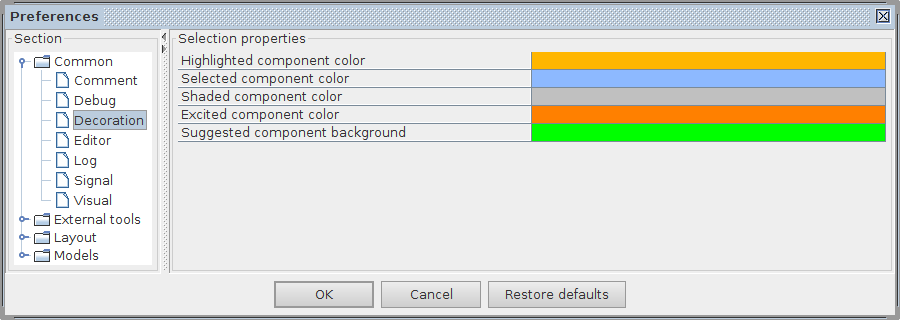 Preferences
Section
Common
Comment
Debug
Decoration
Editor
Log
Signal
Visual
External tools
Layout
Models
Selection properties
Highlighted component color
Selected component color
Shaded component color
Excited component color
Suggested component background
OK
Cancel
Restore defaults